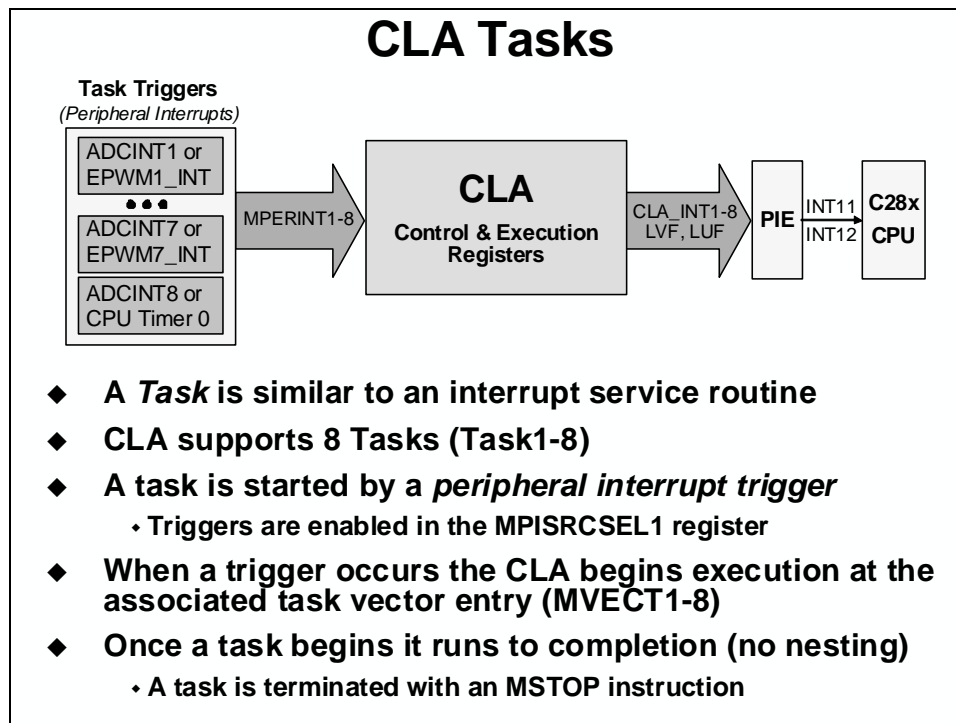 CLA Tasks
Task Triggers
(Peripheral Interrupts)
ADCINT1 or
EPWM1_INT
ADCINT7 or
EPWM7_INT
ADCINT8 or
CPU Timer 0
MPERINT1-8
CLA
Control & Execution
Registers
CLA_INT1-8
LVF, LUF
PIE
INT11
INT12
C28x
CPU
◆ A Task is similar to an interrupt service routine
◆ CLA supports 8 Tasks (Task1-8)
◆ A task is started by a peripheral interrupt trigger
◆ Triggers are enabled in the MPISRCSEL1 register
◆ When a trigger occurs the CLA begins execution at the
associated task vector entry (MVECT1-8)
◆ Once a task begins it runs to completion (no nesting)
◆ A task is terminated with an MSTOP instruction